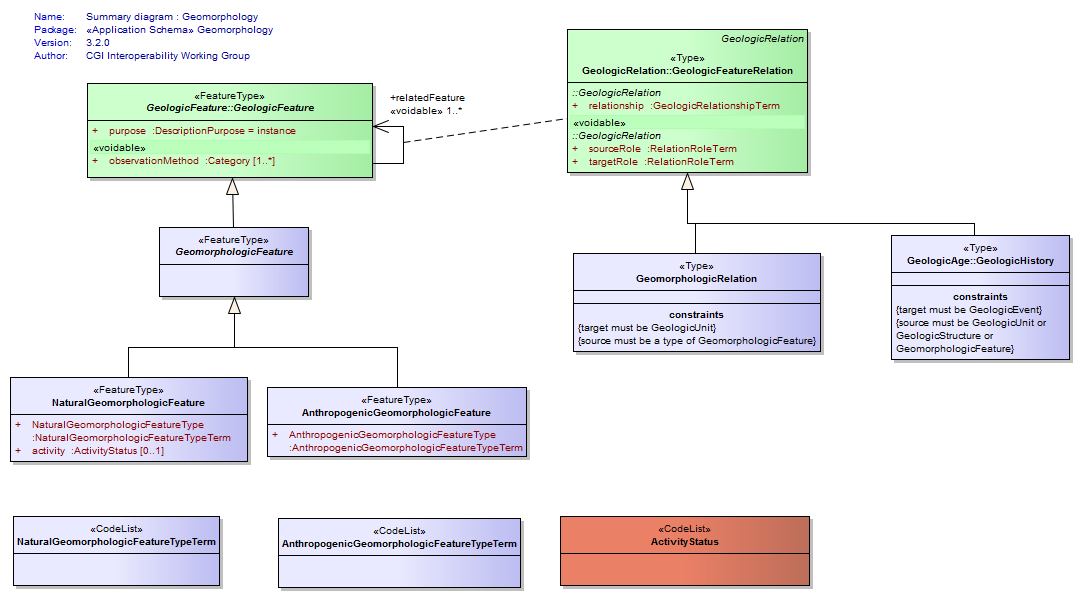 Name: Summary diagram : Geomorphology
Package: «Application Schema» Geomorphology
Version: 3.2.0
Author: CGI Interoperability Working Group
GeologicRelation
«Type»
GeologicRelation::GeologicFeatureRelation
::GeologicRelation
+ relationship :GeologicRelationshipTerm
«voidable»
::GeologicRelation
+ sourceRole :RelationRoleTerm
+ targetRole :RelationRoleTerm
«FeatureType»
GeologicFeature::GeologicFeature
+ purpose :DescriptionPurpose = instance
«voidable»
+ observationMethod :Category [1..*]
+relatedFeature
«voidable» 1..*
«FeatureType»
GeomorphologicFeature
«Type»
GeomorphologicRelation
constraints
{target must be GeologicUnit}
{source must be a type of GeomorphologicFeature}
«Type»
GeologicAge::GeologicHistory
constraints
{target must be GeologicEvent}
{source must be GeologicUnit or
GeologicStructure or
GeomorphologicFeature}
«FeatureType»
NaturalGeomorphologicFeature
+ NaturalGeomorphologicFeatureType
:NaturalGeomorphologicFeatureTypeTerm
+ activity :ActivityStatus [0..1]
«FeatureType»
AnthropogenicGeomorphologicFeature
+ AnthropogenicGeomorphologicFeatureType
:AnthropogenicGeomorphologicFeatureTypeTerm
«CodeList»
NaturalGeomorphologicFeatureTypeTerm
«CodeList»
AnthropogenicGeomorphologicFeatureTypeTerm
«CodeList»
ActivityStatus